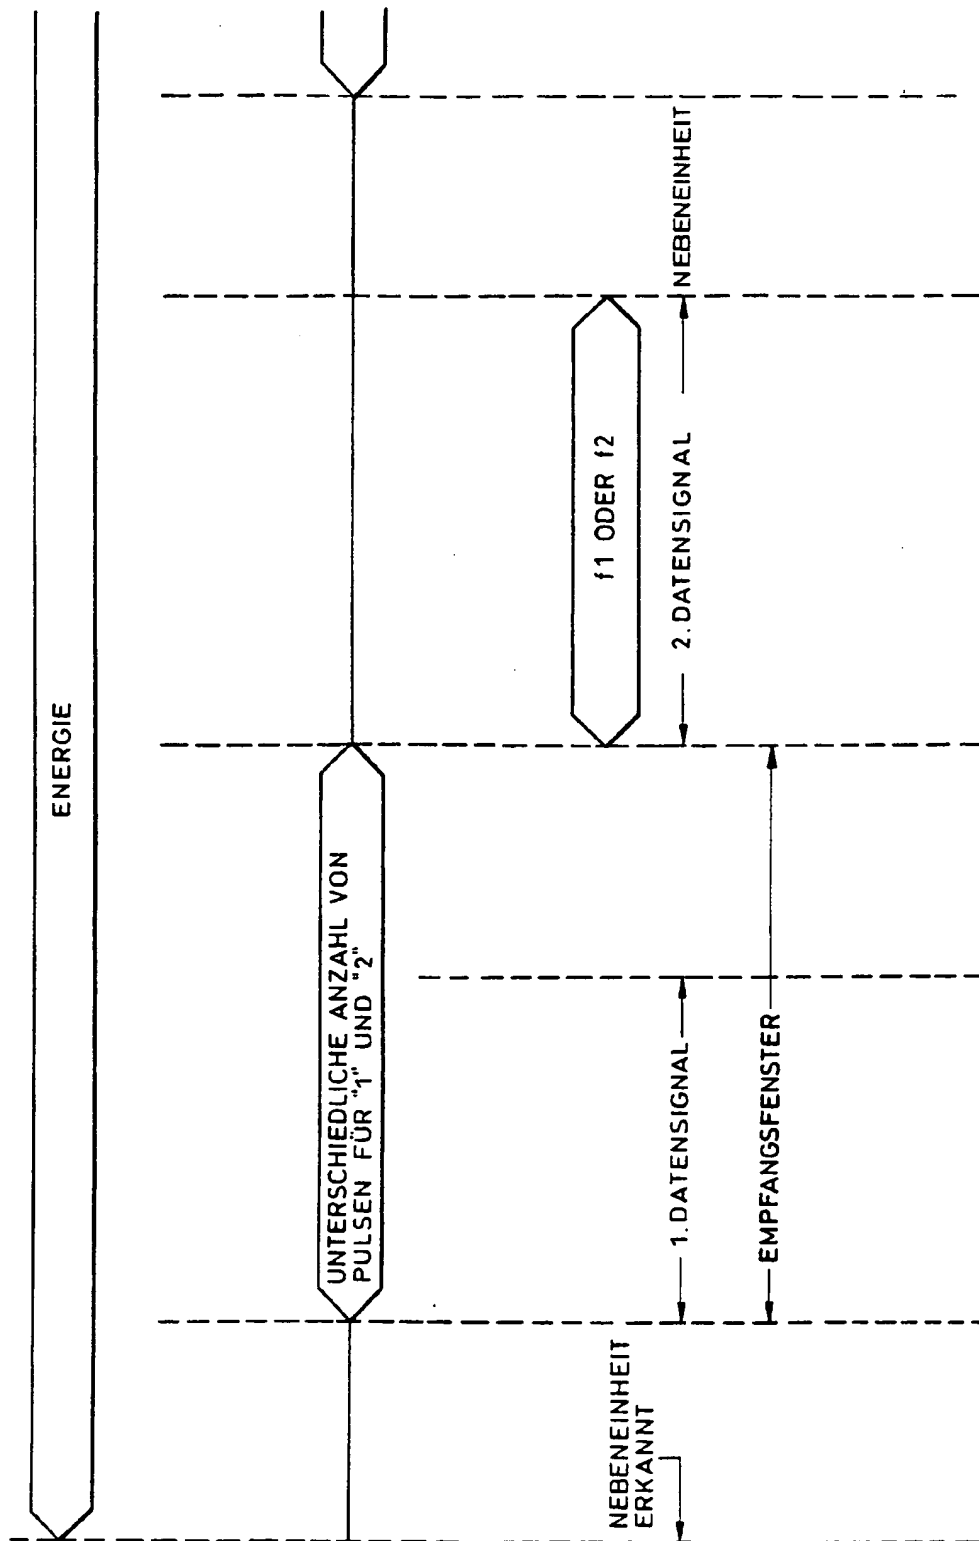 ENERGIE
UNTERSCHIEDLICHE ANZAHL VON
PULSEN FÜR "1" UND "2"
f1 ODER f2
NEBENEINHEIT
ERKANNT
1. DATENSIGNAL
2. DATENSIGNAL
NEBENEINHEIT
EMPFANGSFENSTER